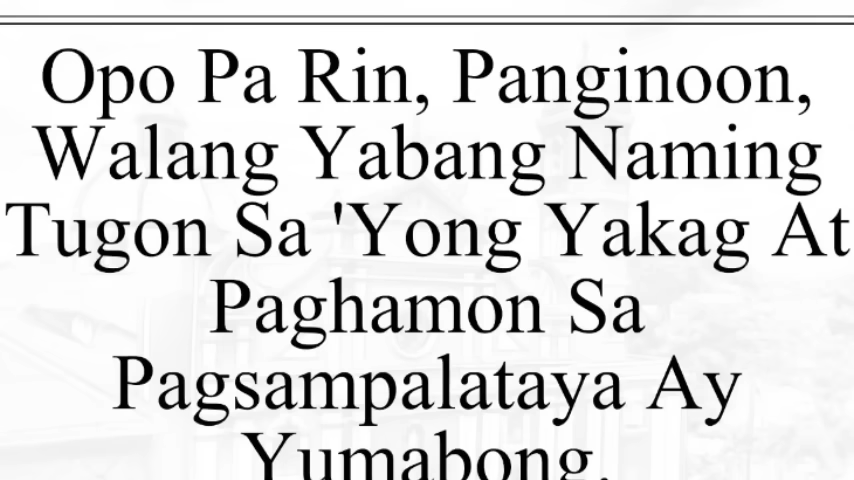 Opo Pa Rin, Panginoon,
Walang Yabang Naming
Tugon Sa 'Yong Yakag At
Paghamon Sa
Pagsampalataya Ay
Yumabong.